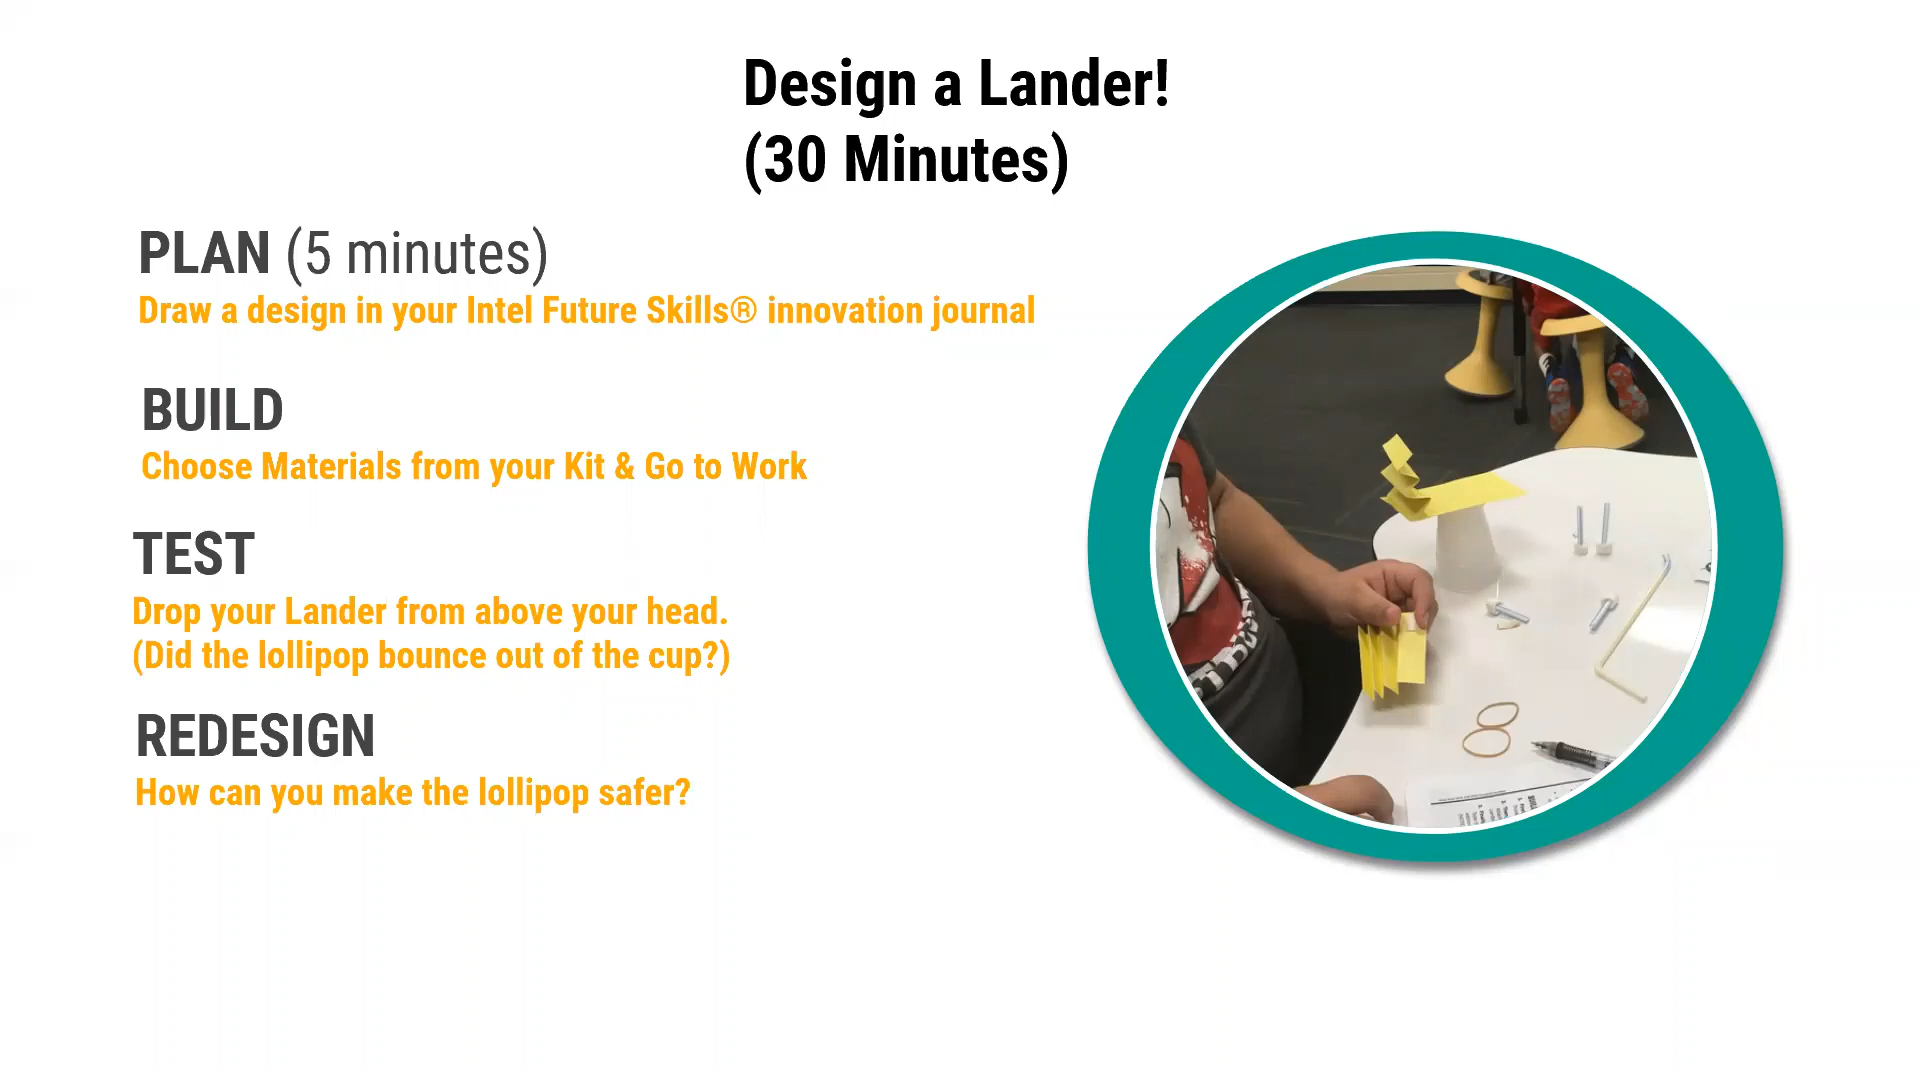 Design a Lander!
(30 Minutes)
PLAN (5 minutes)
Draw a design in your Intel Future Skills® innovation journal
BUILD
Choose Materials from your Kit & Go to Work
TEST
Drop your Lander from above your head.
(Did the lollipop bounce out of the cup?)
REDESIGN
How can you make the lollipop safer?